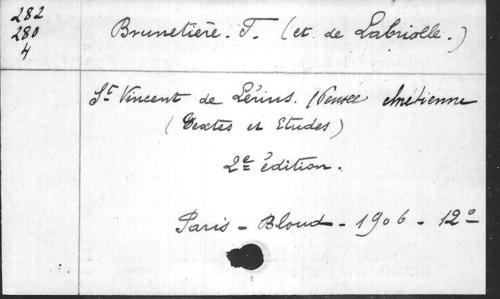 282
280
4
Brunetière. F. (et. de Labriolle.)
St. Vincent de Lérins. (Pensée chrétienne
(Textes et Etudes)
2e édition.
Paris - Bloud - 1906 - 12°